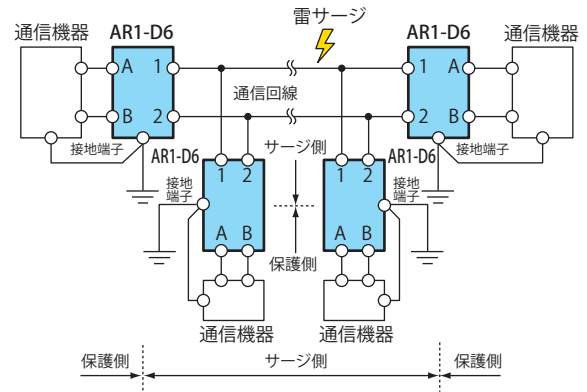 雷サージ
通信機器
AR1-D6
AR1-D6
通信機器
A 1
1 A
B 2
2 B
通信回線
接地端子
接地端子
AR1-D6
AR1-D6
サージ側
1 2
1 2
接地
端子
接地
端子
A B
A B
保護側
通信機器
通信機器
保護側
サージ側
保護側